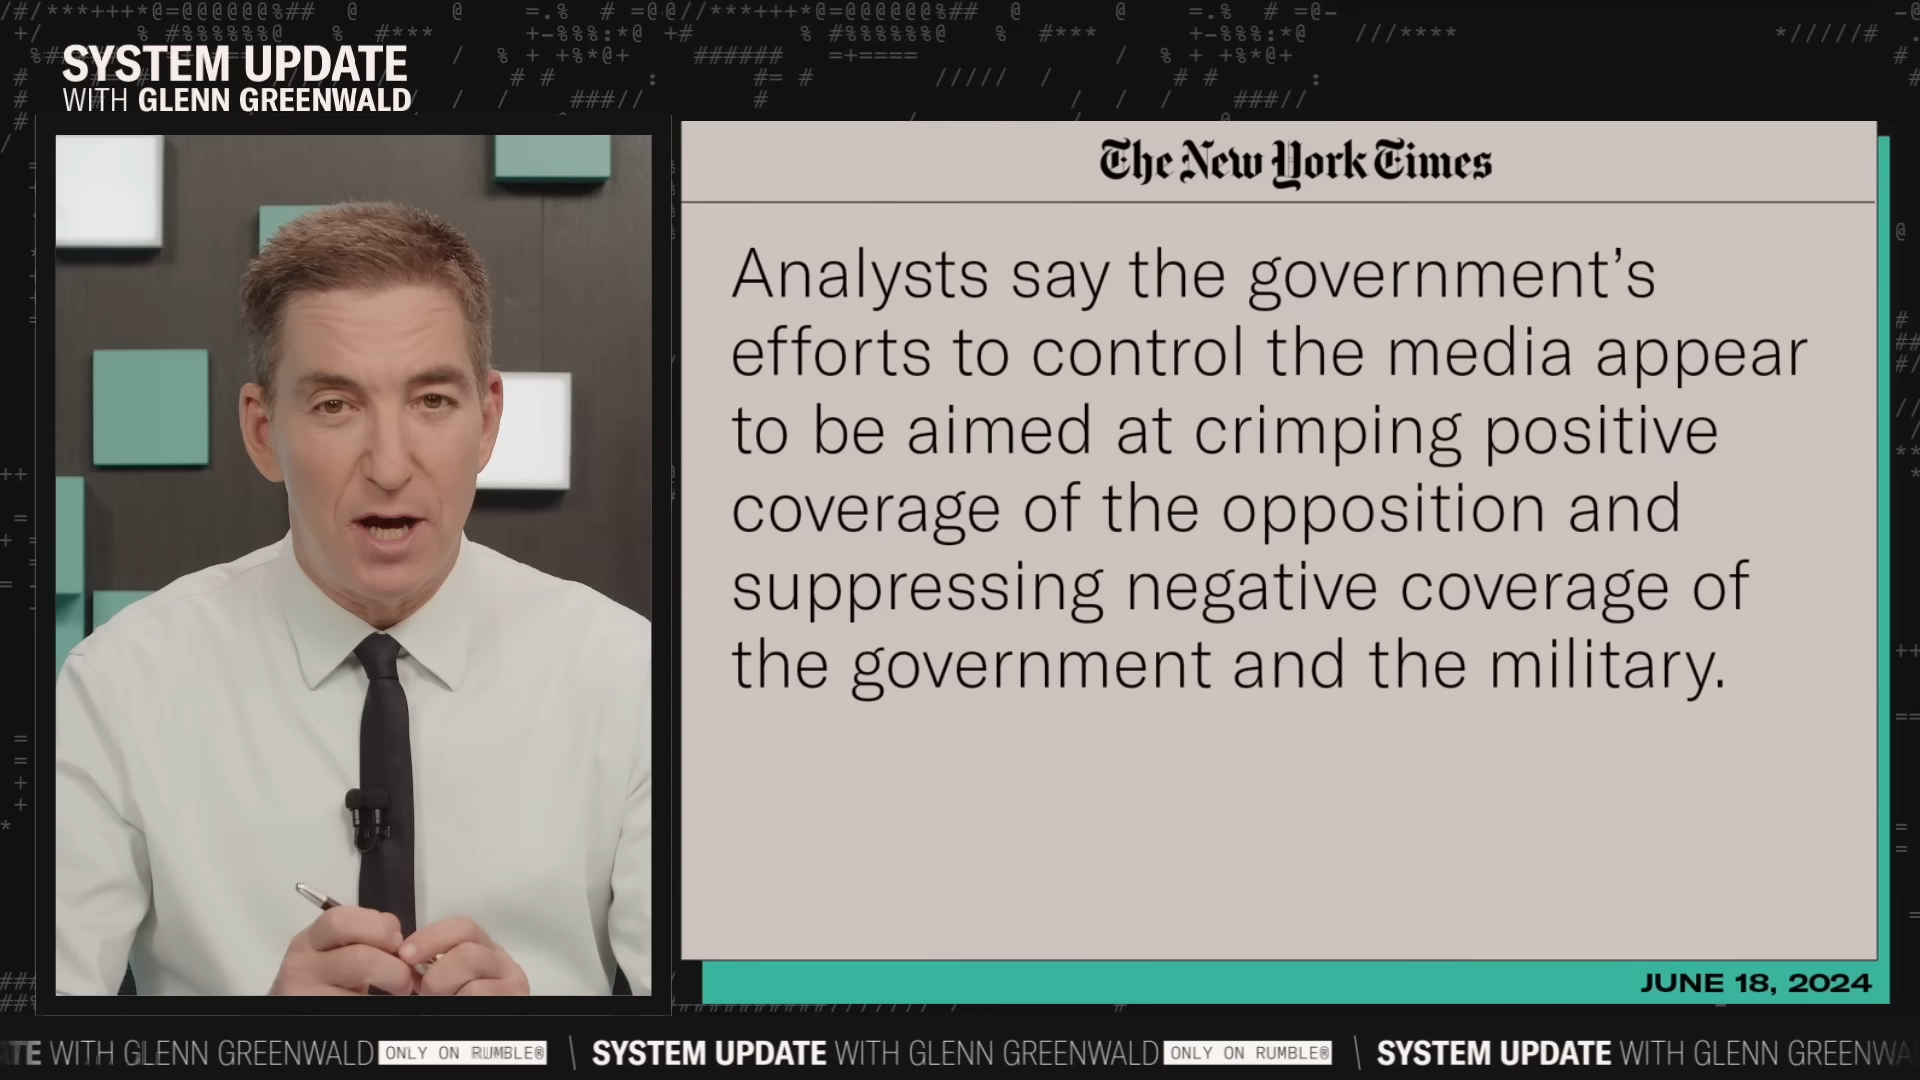 SYSTEM UPDATE
WITH GLENN GREENWALD
The New York Times
Analysts say the government’s
efforts to control the media appear
to be aimed at crimping positive
coverage of the opposition and
suppressing negative coverage of
the government and the military.
JUNE 18, 2024
WITH GLENN GREENWALD ONLY ON RUMBLE® \ SYSTEM UPDATE WITH GLENN GREENWALD ONLY ON RUMBLE® \ SYSTEM UPDATE WITH GLENN